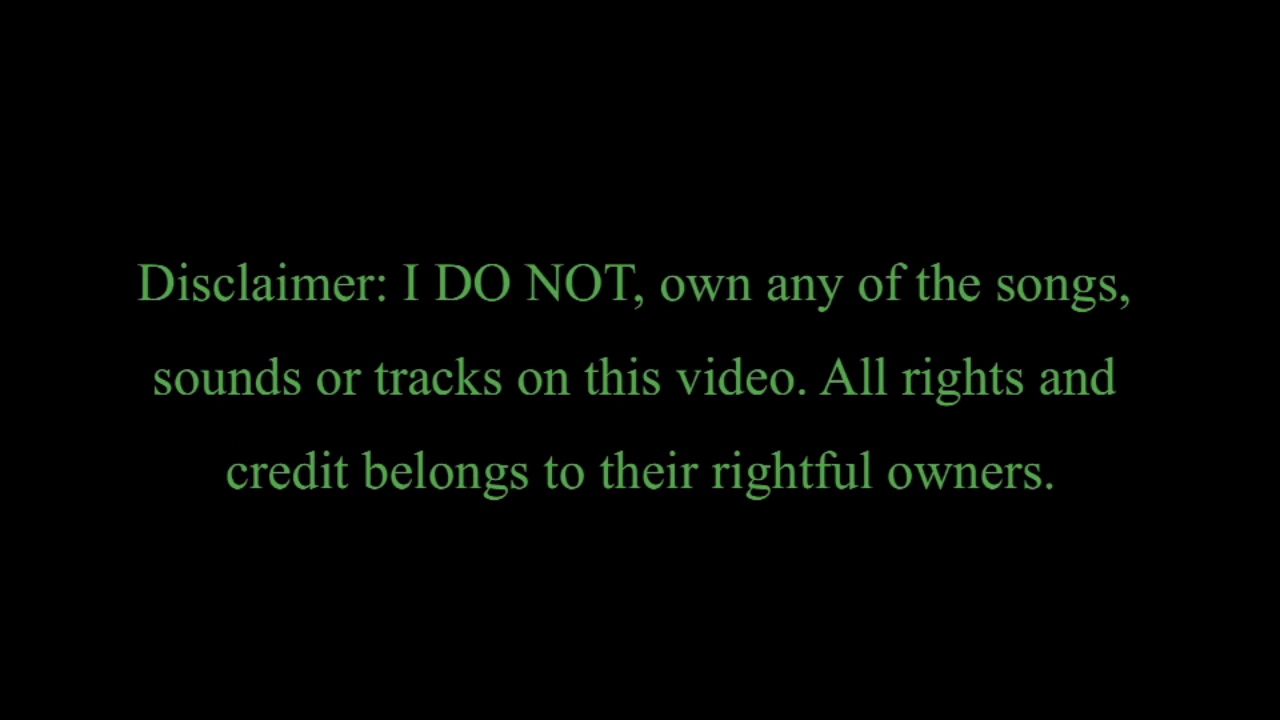 Disclaimer: I DO NOT, own any of the songs,
sounds or tracks on this video. All rights and
credit belongs to their rightful owners.